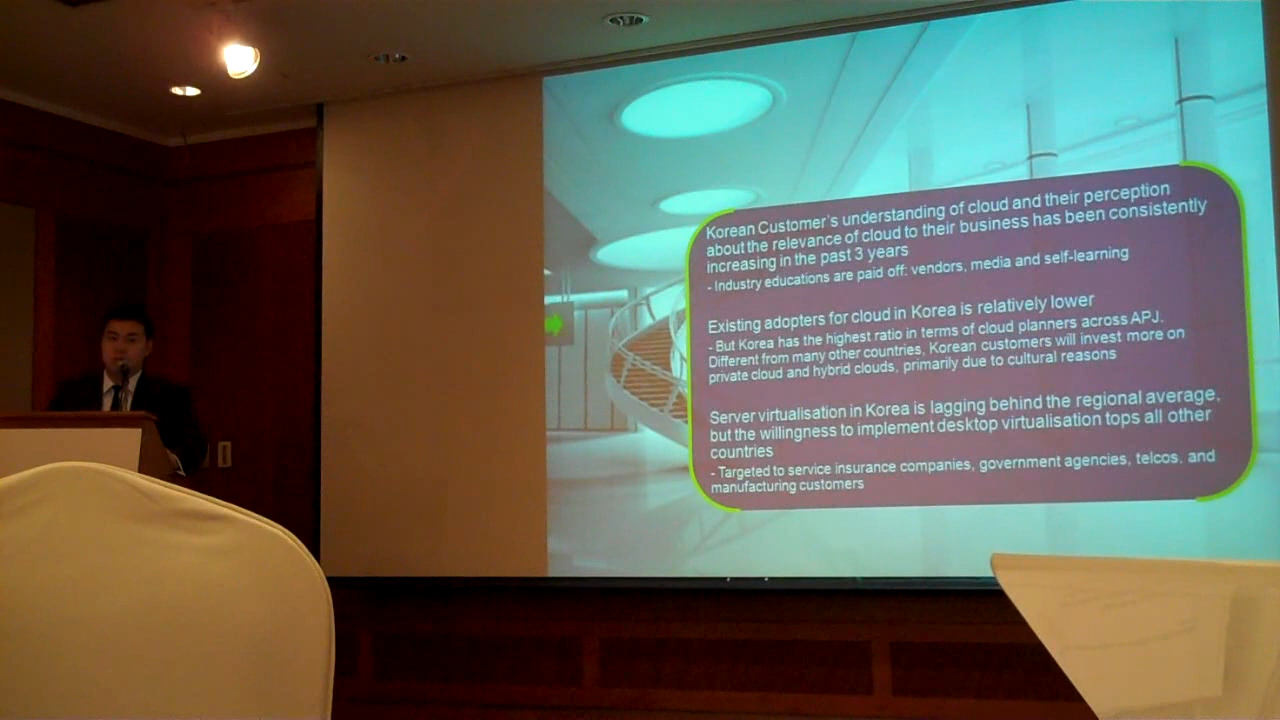 Korean Customer's understanding of cloud and their perception
about the relevance of cloud to their business has been consistently
increasing in the past 3 years
- Industry educations are paid off: vendors, media and self-learning
Existing adopters for cloud in Korea is relatively lower
- But Korea has the highest ratio in terms of cloud planners across APJ.
Different from many other countries, Korean customers will invest more on
private cloud and hybrid clouds, primarily due to cultural reasons
Server virtualisation in Korea is lagging behind the regional average,
but the willingness to implement desktop virtualisation tops all other
countries
- Targeted to service insurance companies, government agencies, telcos, and
manufacturing customers